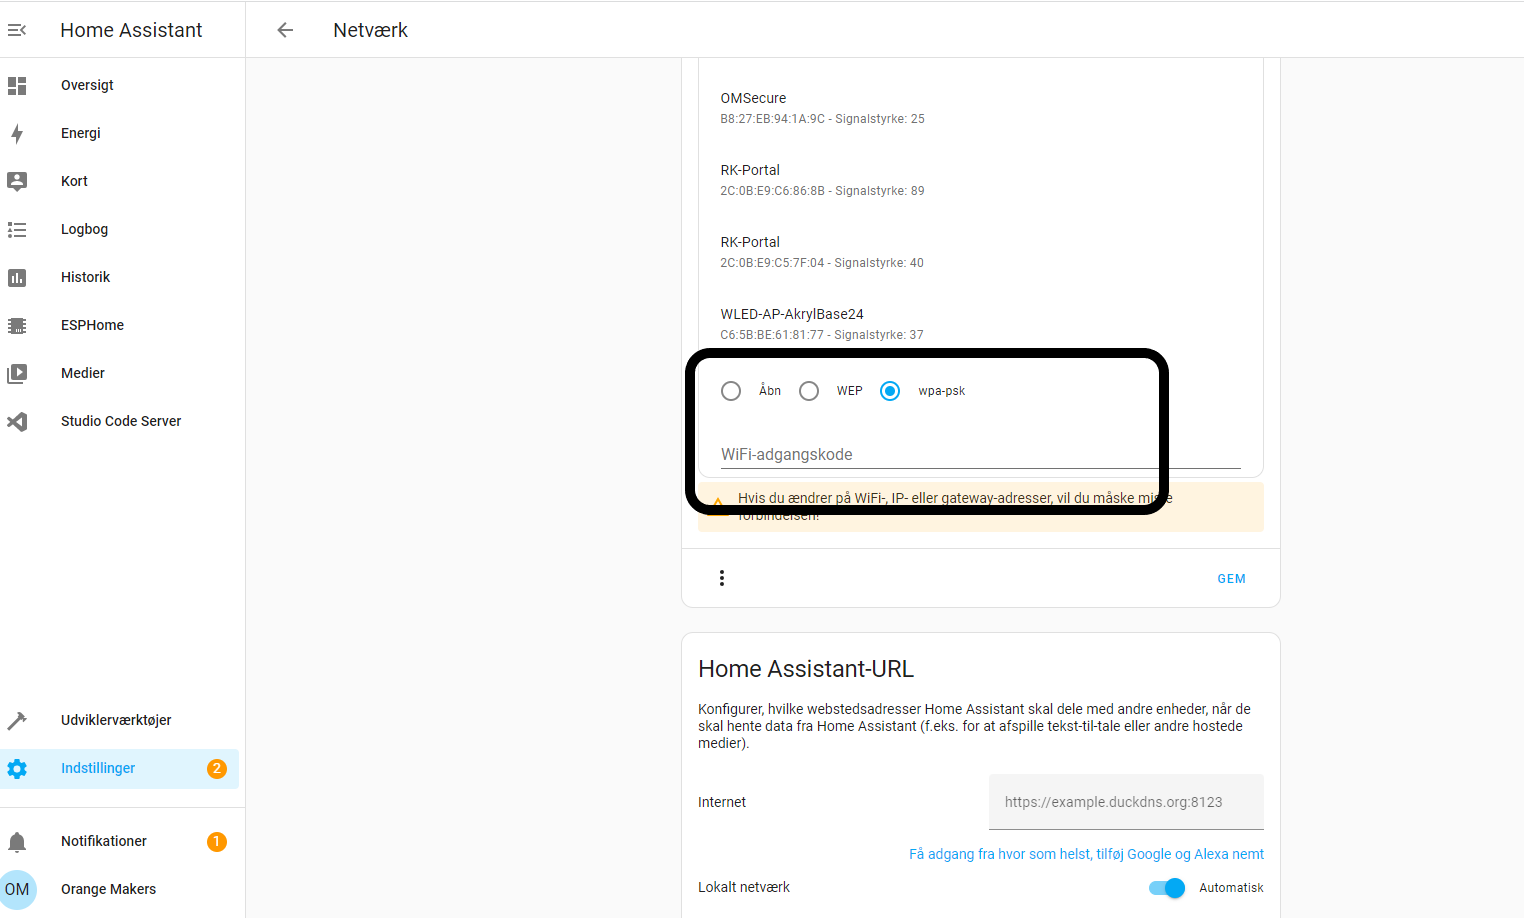 Home Assistant
Netværk
Oversigt
Energi
Kort
Logbog
Historik
ESPHome
Medier
Studio Code Server
Udviklerværktøjer
Indstillinger
2
Notifikationer
1
OM
Orange Makers
OMSecure
B8:27:EB:94:1A:9C - Signalstyrke: 25
RK-Portal
2C:0B:E9:C6:86:8B - Signalstyrke: 89
RK-Portal
2C:0B:E9:C5:7F:04 - Signalstyrke: 40
WLED-AP-AkrylBase24
C6:5B:BE:61:81:77 - Signalstyrke: 37
Åbn WEP wpa-psk
WiFi-adgangskode
Hvis du ændrer på WiFi-, IP- eller gateway-adresser, vil du måske miste
forbindelsen!
GEM
Home Assistant-URL
Konfigurer, hvilke webstedsadresser Home Assistant skal dele med andre enheder, når de
skal hente data fra Home Assistant (f.eks. for at afspille tekst-til-tale eller andre hostede
medier).
Internet
https://example.duckdns.org:8123
Få adgang fra hvor som helst, tilføj Google og Alexa nemt
Lokalt netværk
Automatisk